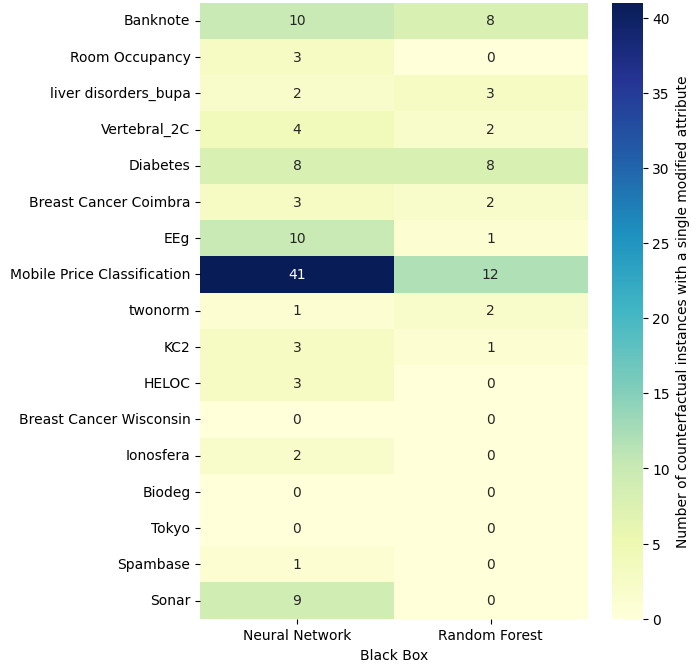 Banknote 10 8
Room Occupancy 3 0
liver disorders_bupa 2 3
Vertebral_2C 4 2
Diabetes 8 8
Breast Cancer Coimbra 3 2
EEg 10 1
Mobile Price Classification 41 12
twonorm 1 2
KC2 3 1
HELOC 3 0
Breast Cancer Wisconsin 0 0
Ionosfera 2 0
Biodeg 0 0
Tokyo 0 0
Spambase 1 0
Sonar 9 0
Neural Network Random Forest
Black Box
40
35
30
25
20
15
10
5
0
Number of counterfactual instances with a single modified attribute